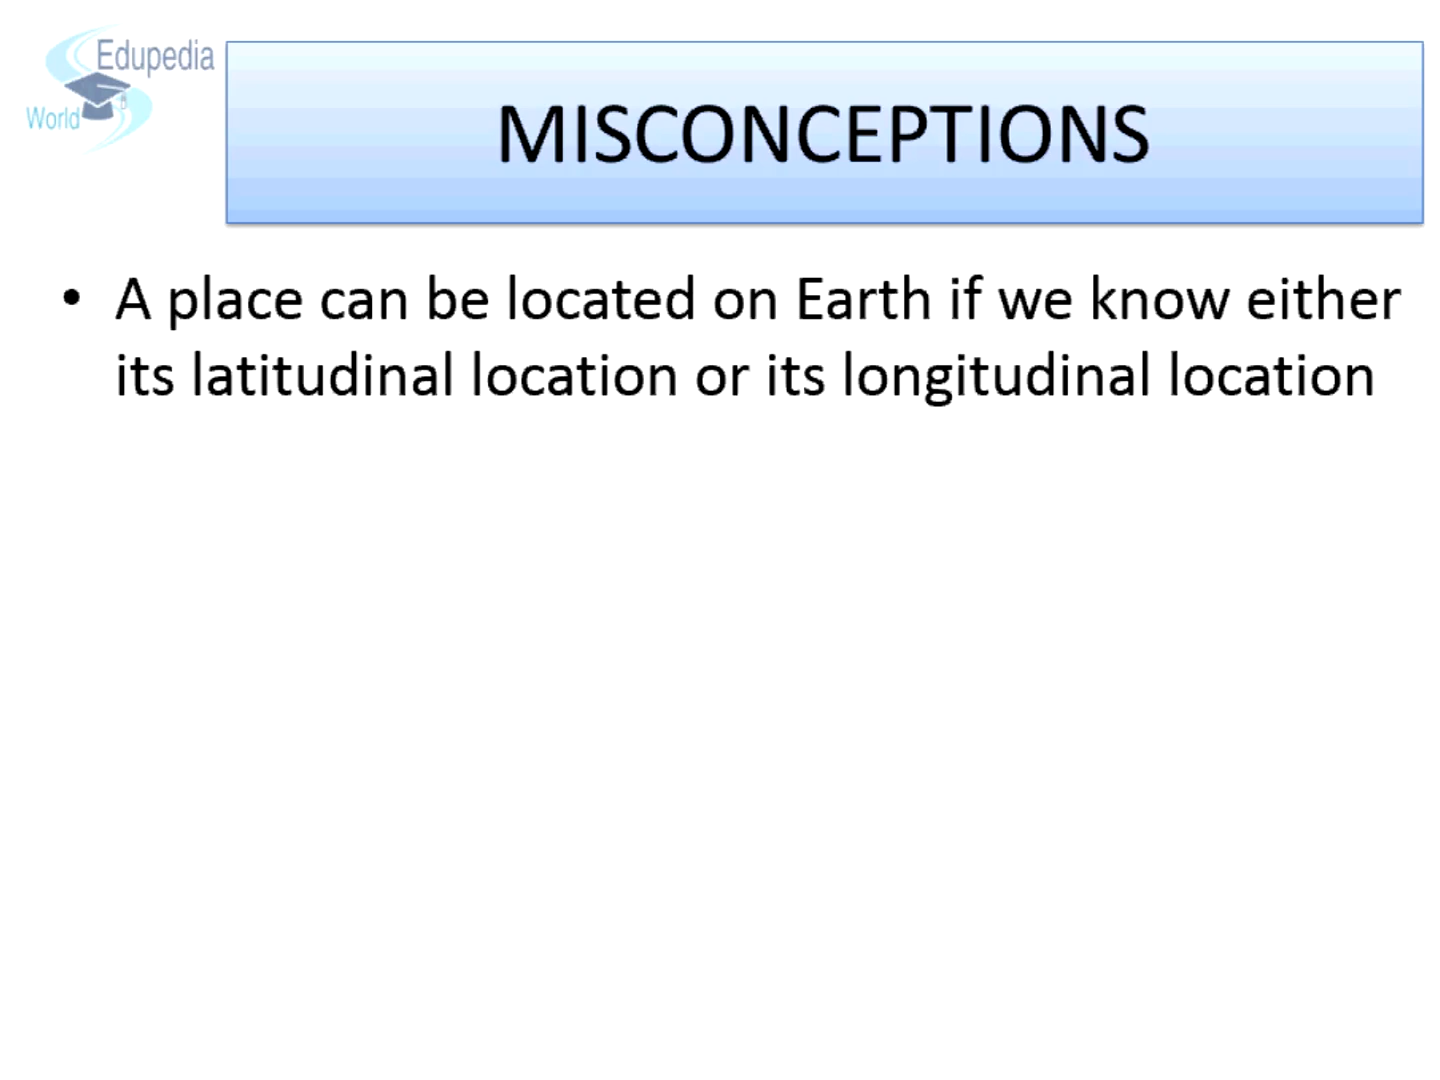 Edupedia
World
MISCONCEPTIONS
• A place can be located on Earth if we know either
its latitudinal location or its longitudinal location